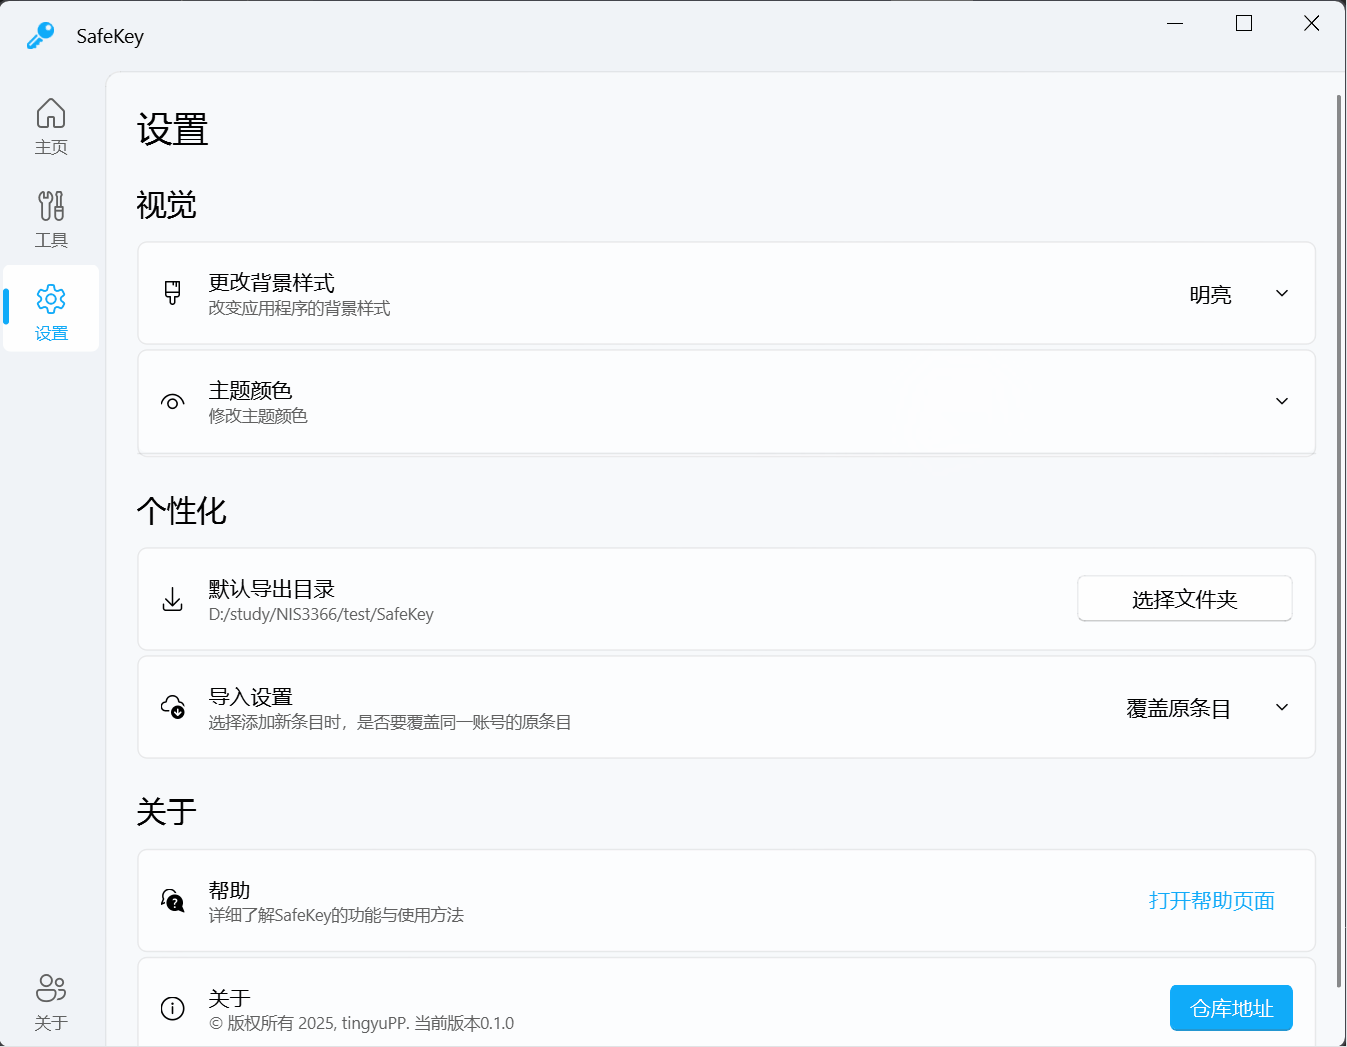 SafeKey
主页
工具
设置
关于
设置
视觉
更改背景样式
改变应用程序的背景样式
明亮
主题颜色
修改主题颜色
个性化
默认导出目录
D:/study/NIS3366/test/SafeKey
选择文件夹
导入设置
选择添加新条目时，是否要覆盖同一账号的原条目
覆盖原条目
关于
帮助
详细了解SafeKey的功能与使用方法
打开帮助页面
关于
© 版权所有 2025, tingyuPP. 当前版本0.1.0
仓库地址